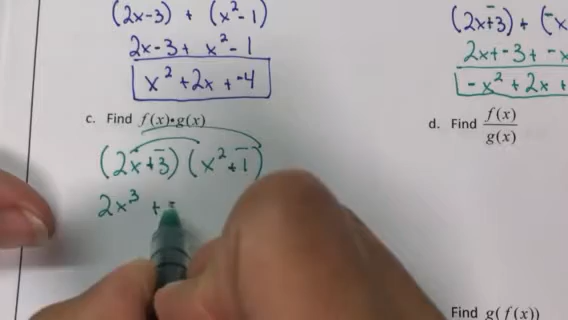 (2x-3) + (x²-1)
2x-3+ x²-1
x² +2x +-4
(2x+̄3) + (-x
2x+-3+-x
-x² +2x +
c. Find f(x)•g(x)
d. Find f(x)/g(x)
(2x+̄3)(x²+̄1)
2x³ +
Find g(f(x))